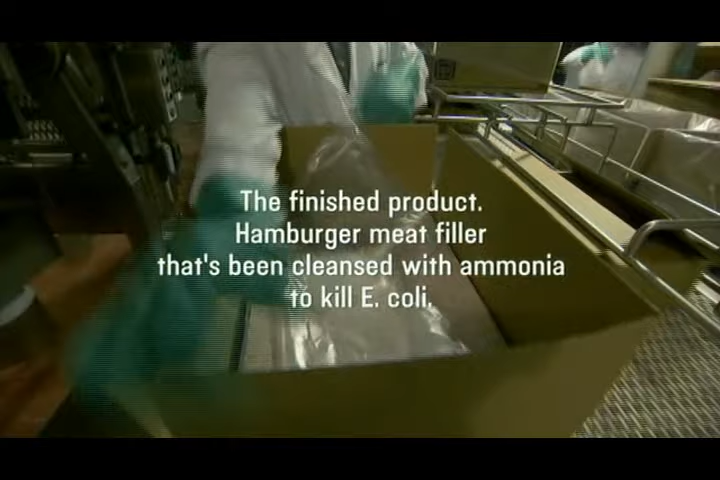 The finished product.
Hamburger meat filler
that's been cleansed with ammonia
to kill E. coli.